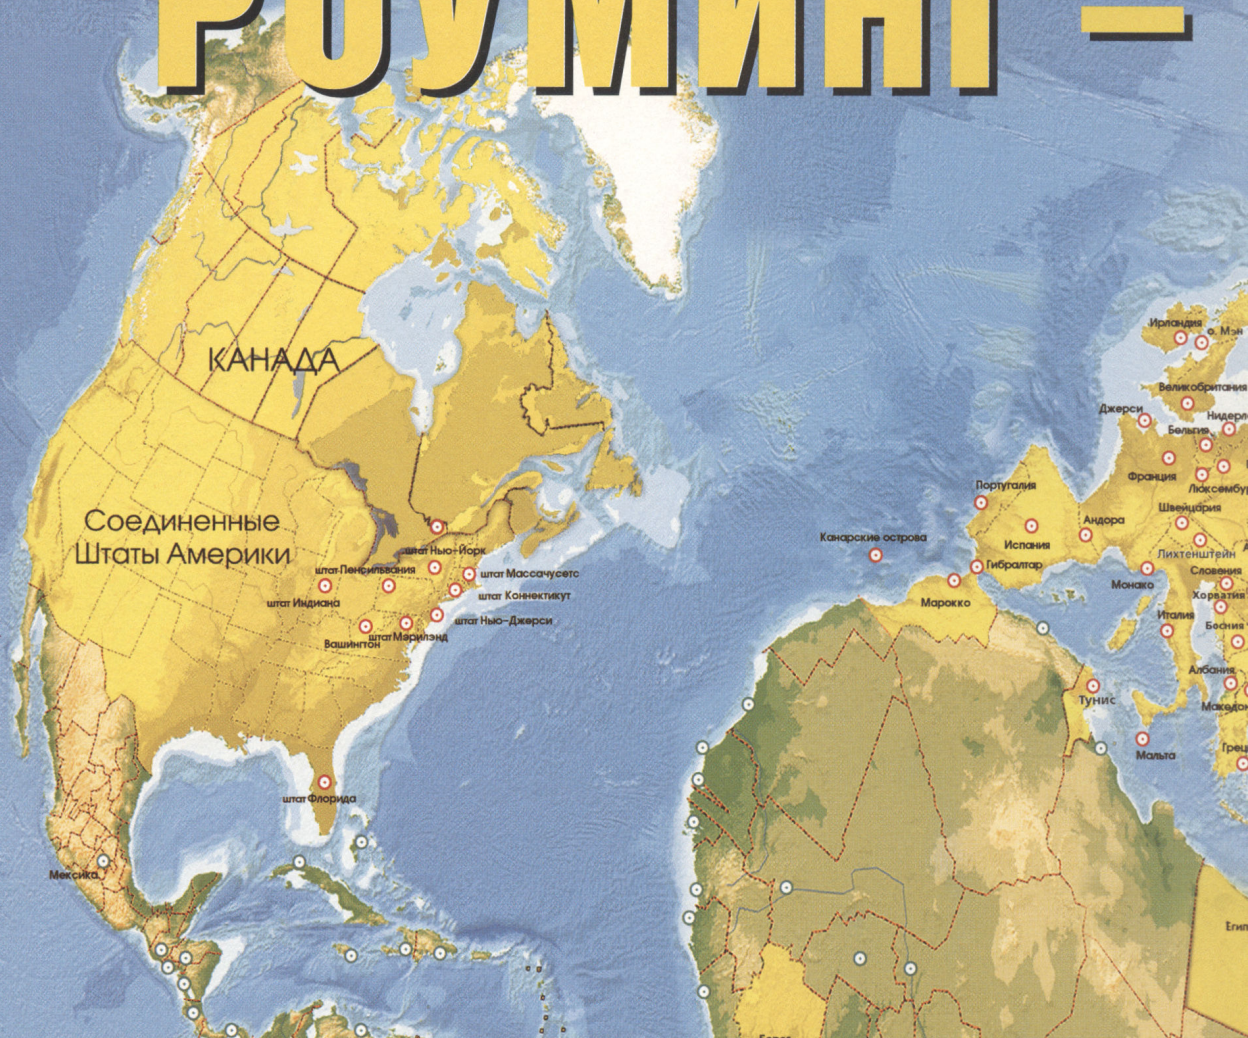 РОУМИНГ –
Ирландия
о. Мэн
КАНАДА
Великобритания
Джерси
Бельгия
Франция
Швейцария
Португалия
Андора
Соединенные
Штаты Америки
Испания
Канарские острова
штат Нью-Йорк
Лихтенштейн
Гибралтар
штат Пенсильвания
штат Массачусетс
Словения
Монако
штат Коннектикут
Хорватия
штат Индиана
Марокко
Италия
штат Нью-Джерси
Босния
штат Мэрилэнд
Вашингтон
Албания
Тунис
Мальта
штат Флорида
Мексика